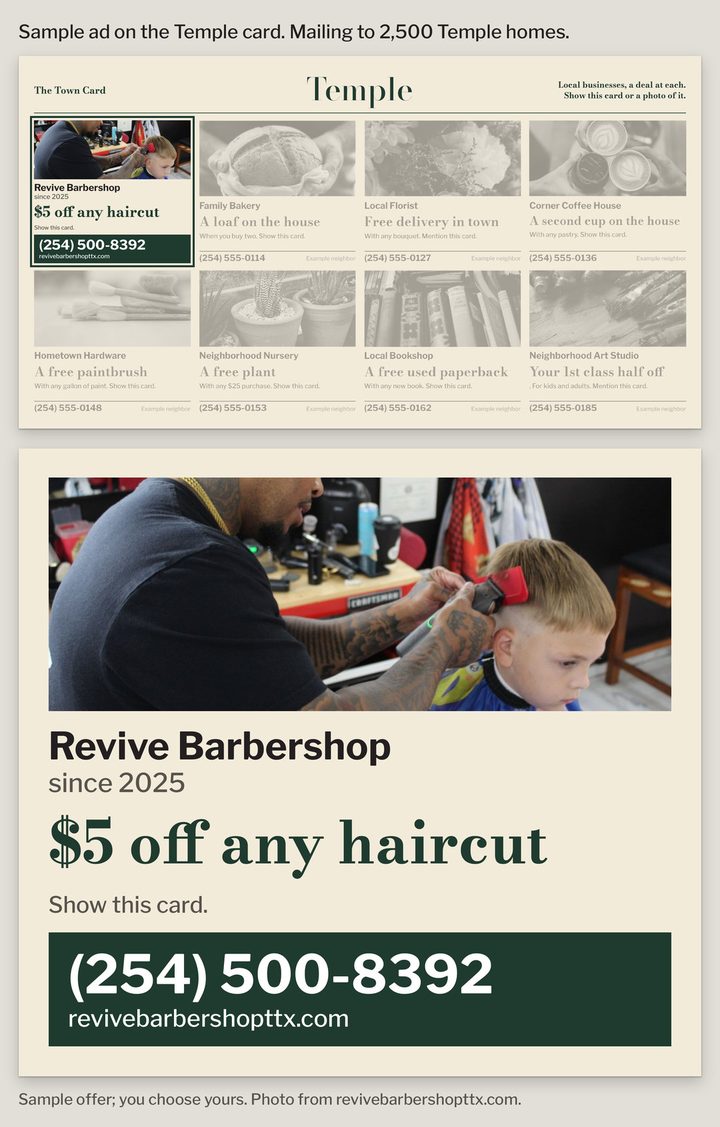 Sample ad on the Temple card. Mailing to 2,500 Temple homes.
The Town Card
Temple
Local businesses, a deal at each.
Show this card or a photo of it.
Revive Barbershop
since 2025
$5 off any haircut
Show this card.
(254) 500-8392
revivebarbershopttx.com
Family Bakery
A loaf on the house
When you buy two. Show this card.
(254) 555-0114
Example neighbor
Local Florist
Free delivery in town
With any bouquet. Mention this card.
(254) 555-0127
Example neighbor
Corner Coffee House
A second cup on the house
With any pastry. Show this card.
(254) 555-0136
Example neighbor
Hometown Hardware
A free paintbrush
With any gallon of paint. Show this card.
(254) 555-0148
Example neighbor
Neighborhood Nursery
A free plant
With any $25 purchase. Show this card.
(254) 555-0153
Example neighbor
Local Bookshop
A free used paperback
With any new book. Show this card.
(254) 555-0162
Example neighbor
Neighborhood Art Studio
Your 1st class half off
For kids and adults. Mention this card.
(254) 555-0185
Example neighbor
CRAFTSMAN
Revive Barbershop
since 2025
$5 off any haircut
Show this card.
(254) 500-8392
revivebarbershopttx.com
Sample offer; you choose yours. Photo from revivebarbershopttx.com.